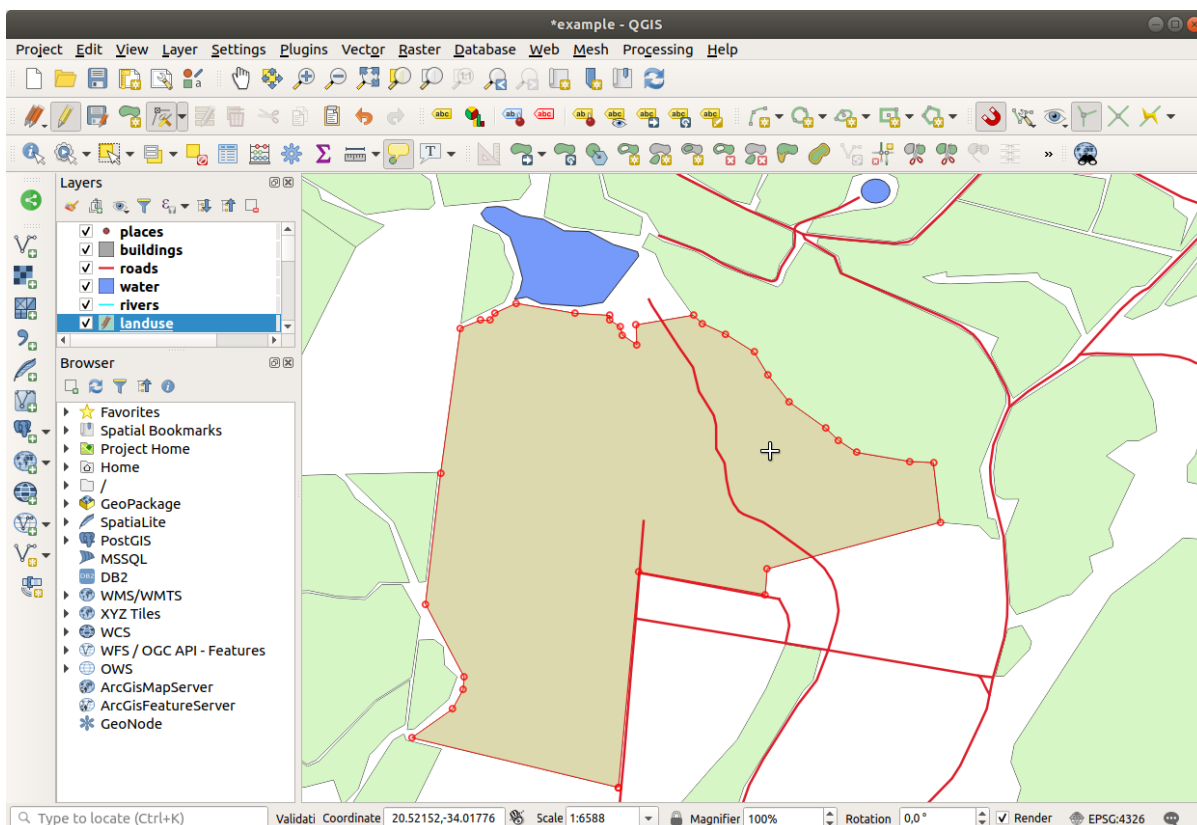 *example - QGIS
Project Edit View Layer Settings Plugins Vector Raster Database Web Mesh Processing Help
Layers
places
buildings
roads
water
rivers
landuse
Browser
Favorites
Spatial Bookmarks
Project Home
Home
/
GeoPackage
SpatiaLite
PostGIS
MSSQL
DB2
WMS/WMTS
XYZ Tiles
WCS
WFS / OGC API - Features
OWS
ArcGisMapServer
ArcGisFeatureServer
GeoNode
Type to locate (Ctrl+K) Validati Coordinate 20.52152,-34.01776 Scale 1:6588 Magnifier 100% Rotation 0,0 ° Render EPSG:4326